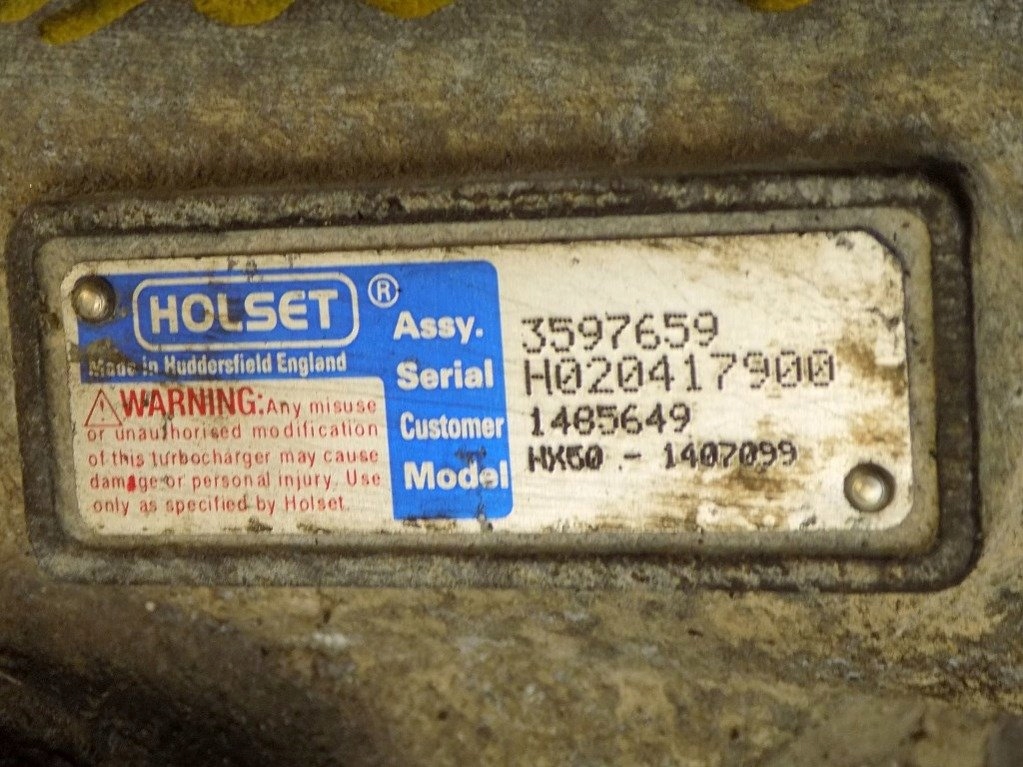 HOLSET ®
Made in Huddersfield England
WARNING: Any misuse
or unauthorised modification
of this turbocharger may cause
damage or personal injury. Use
only as specified by Holset.
Assy. 3597659
Serial H020417900
Customer 1485649
Model HX50 - 1407099